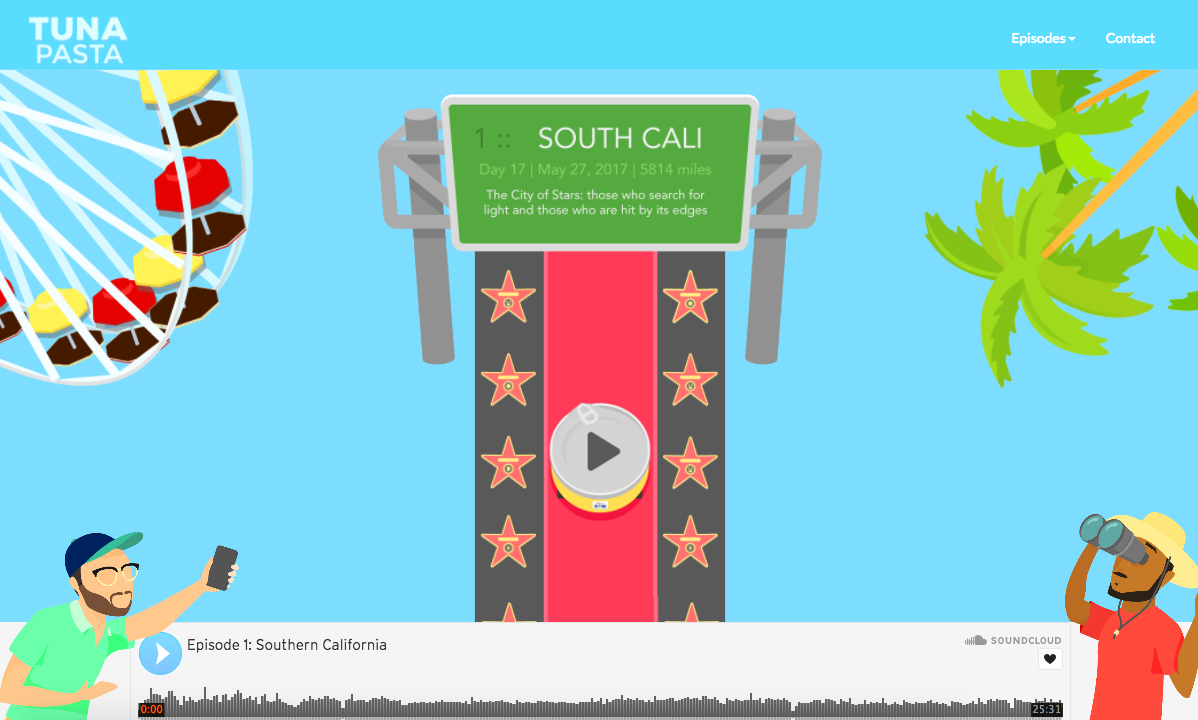 TUNA
PASTA
Episodes
Contact
1 :: SOUTH CALI
Day 17 | May 27, 2017 | 5814 miles
The City of Stars: those who search for
light and those who are hit by its edges
Episode 1: Southern California
SOUNDCLOUD
0:00
25:31